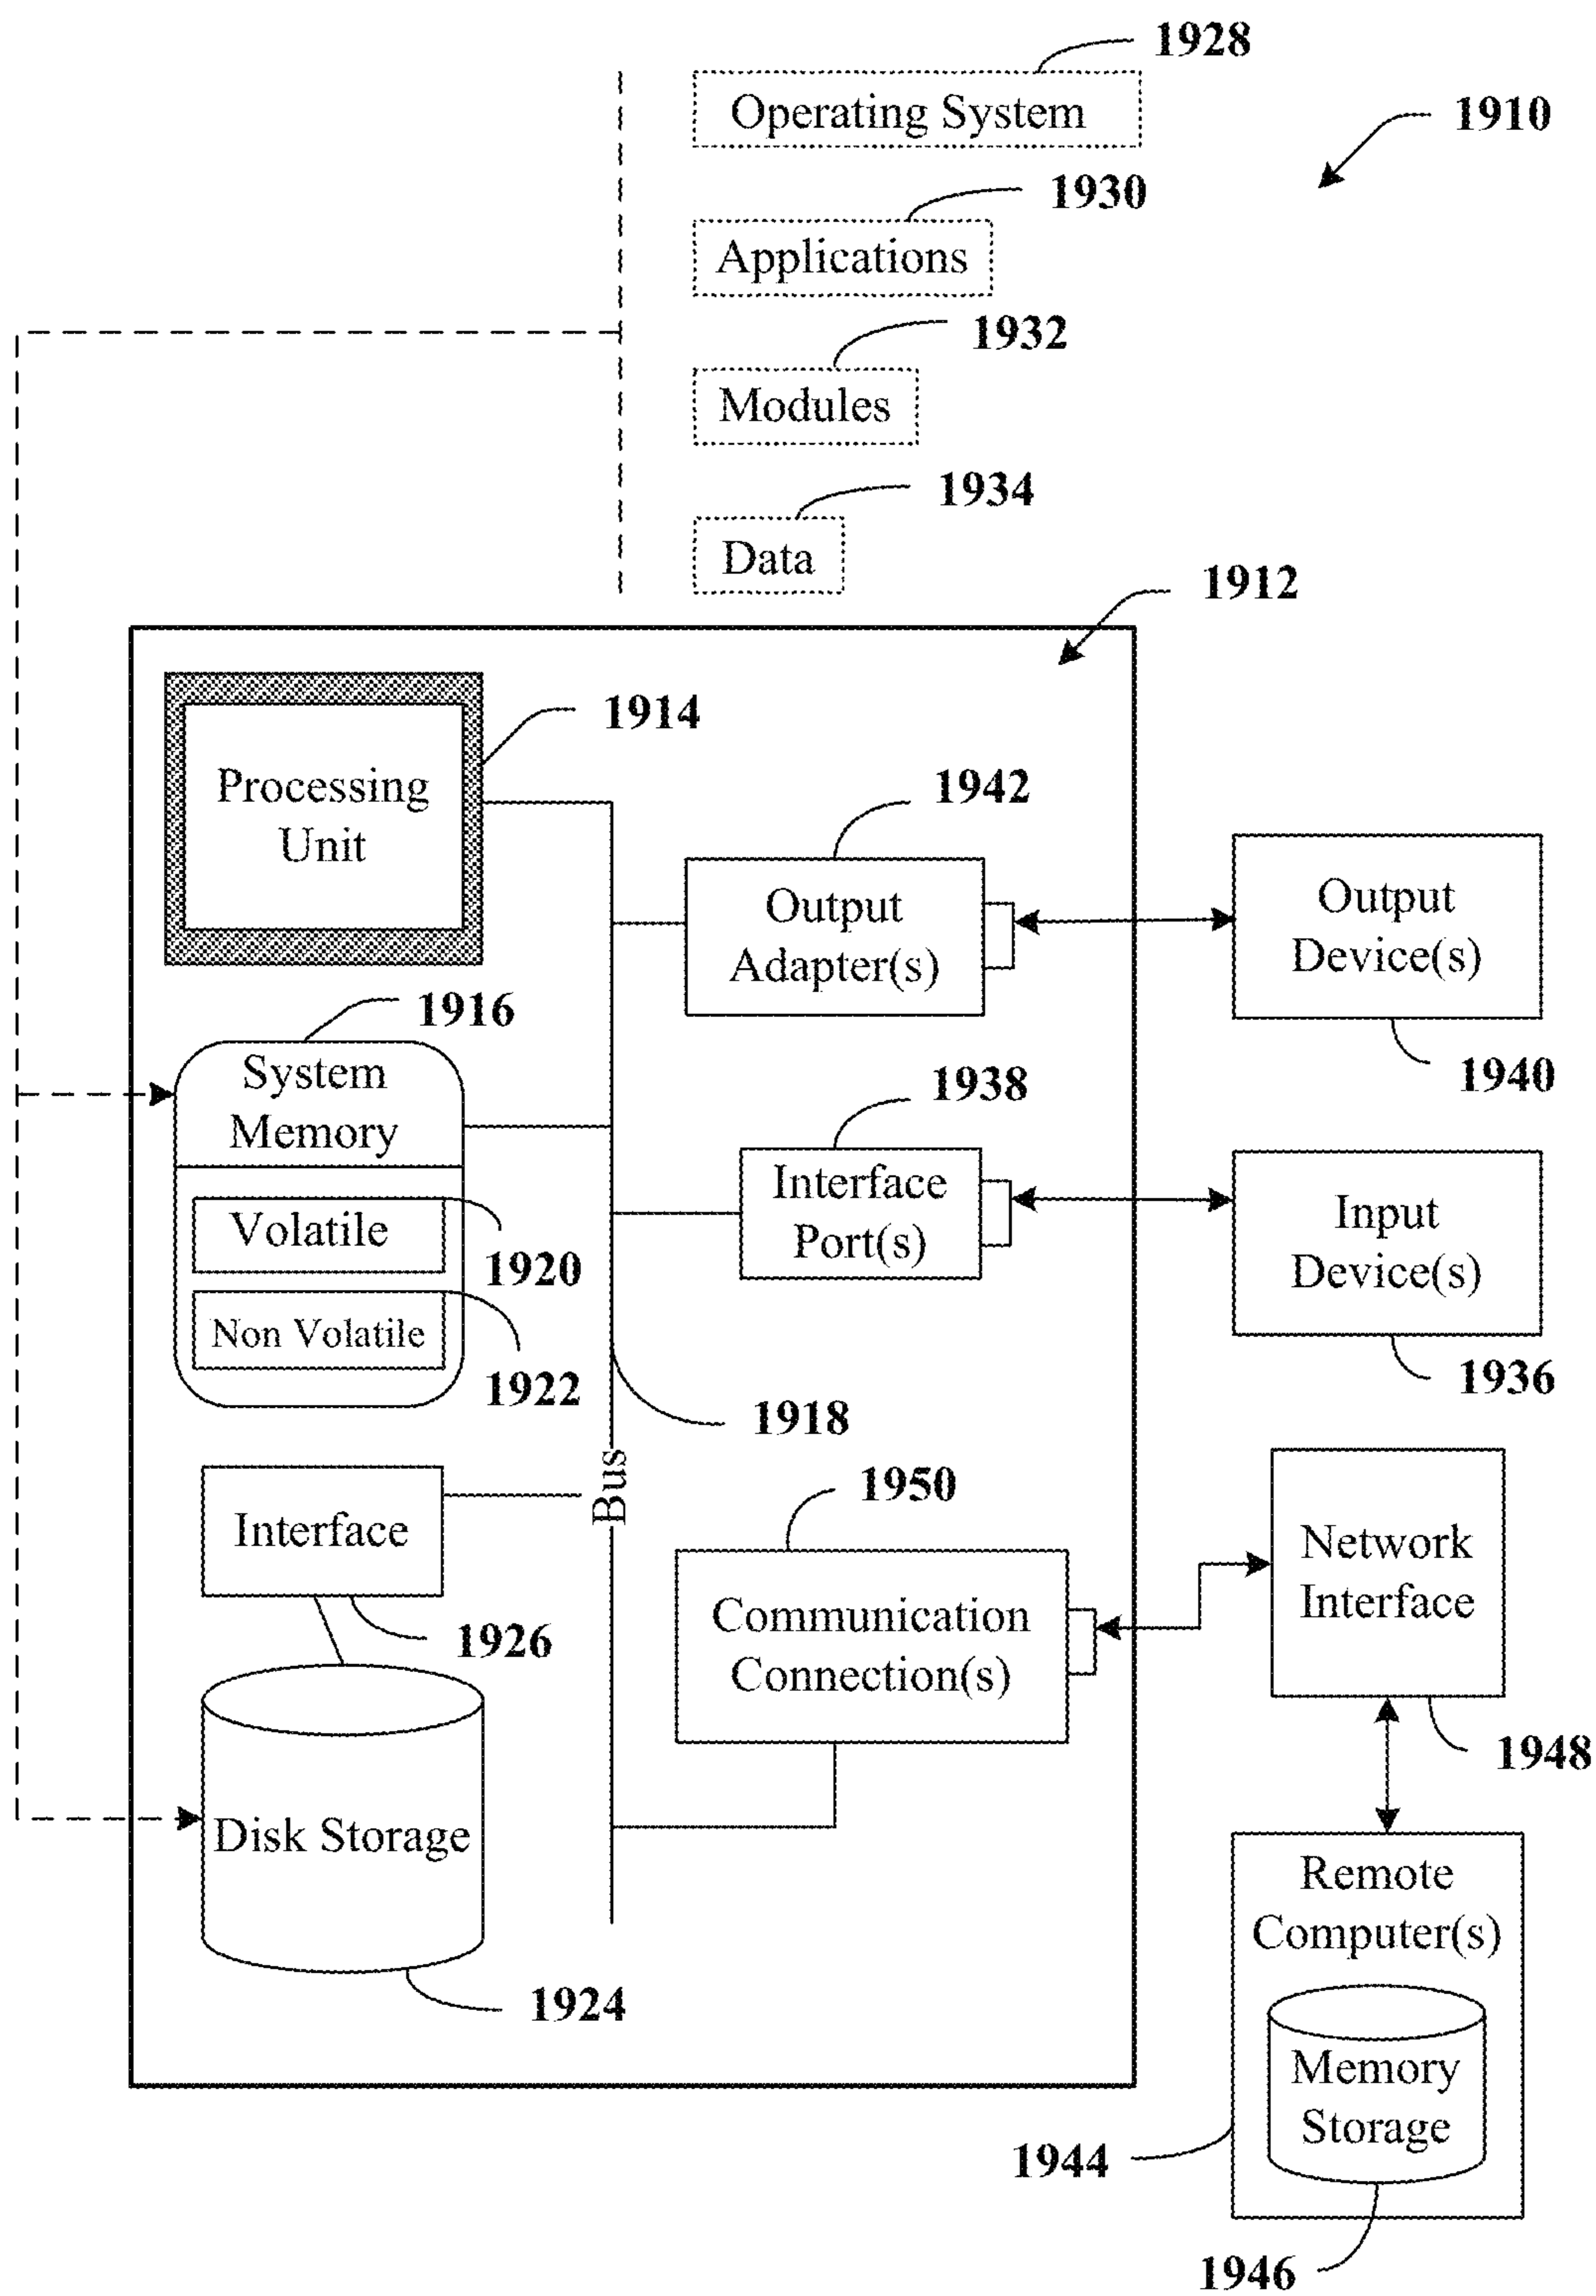 1928
Operating System
1910
1930
Applications
1932
Modules
1934
Data
1912
1914
Processing
Unit
1942
Output
Adapter(s)
Output
Device(s)
1940
1916
System
Memory
Volatile
1920
Non Volatile
1922
1938
Interface
Port(s)
Input
Device(s)
1936
1918
Bus
Interface
1926
1950
Communication
Connection(s)
Network
Interface
1948
Disk Storage
1924
Remote
Computer(s)
Memory
Storage
1944
1946